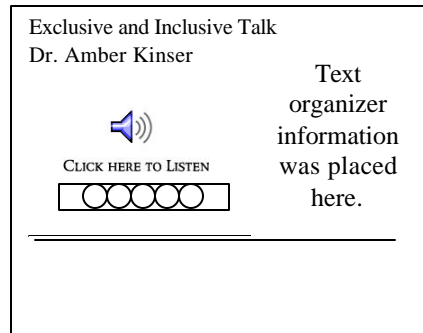 Exclusive and Inclusive Talk
Dr. Amber Kinser
CLICK HERE TO LISTEN
Text
organizer
information
was placed
here.